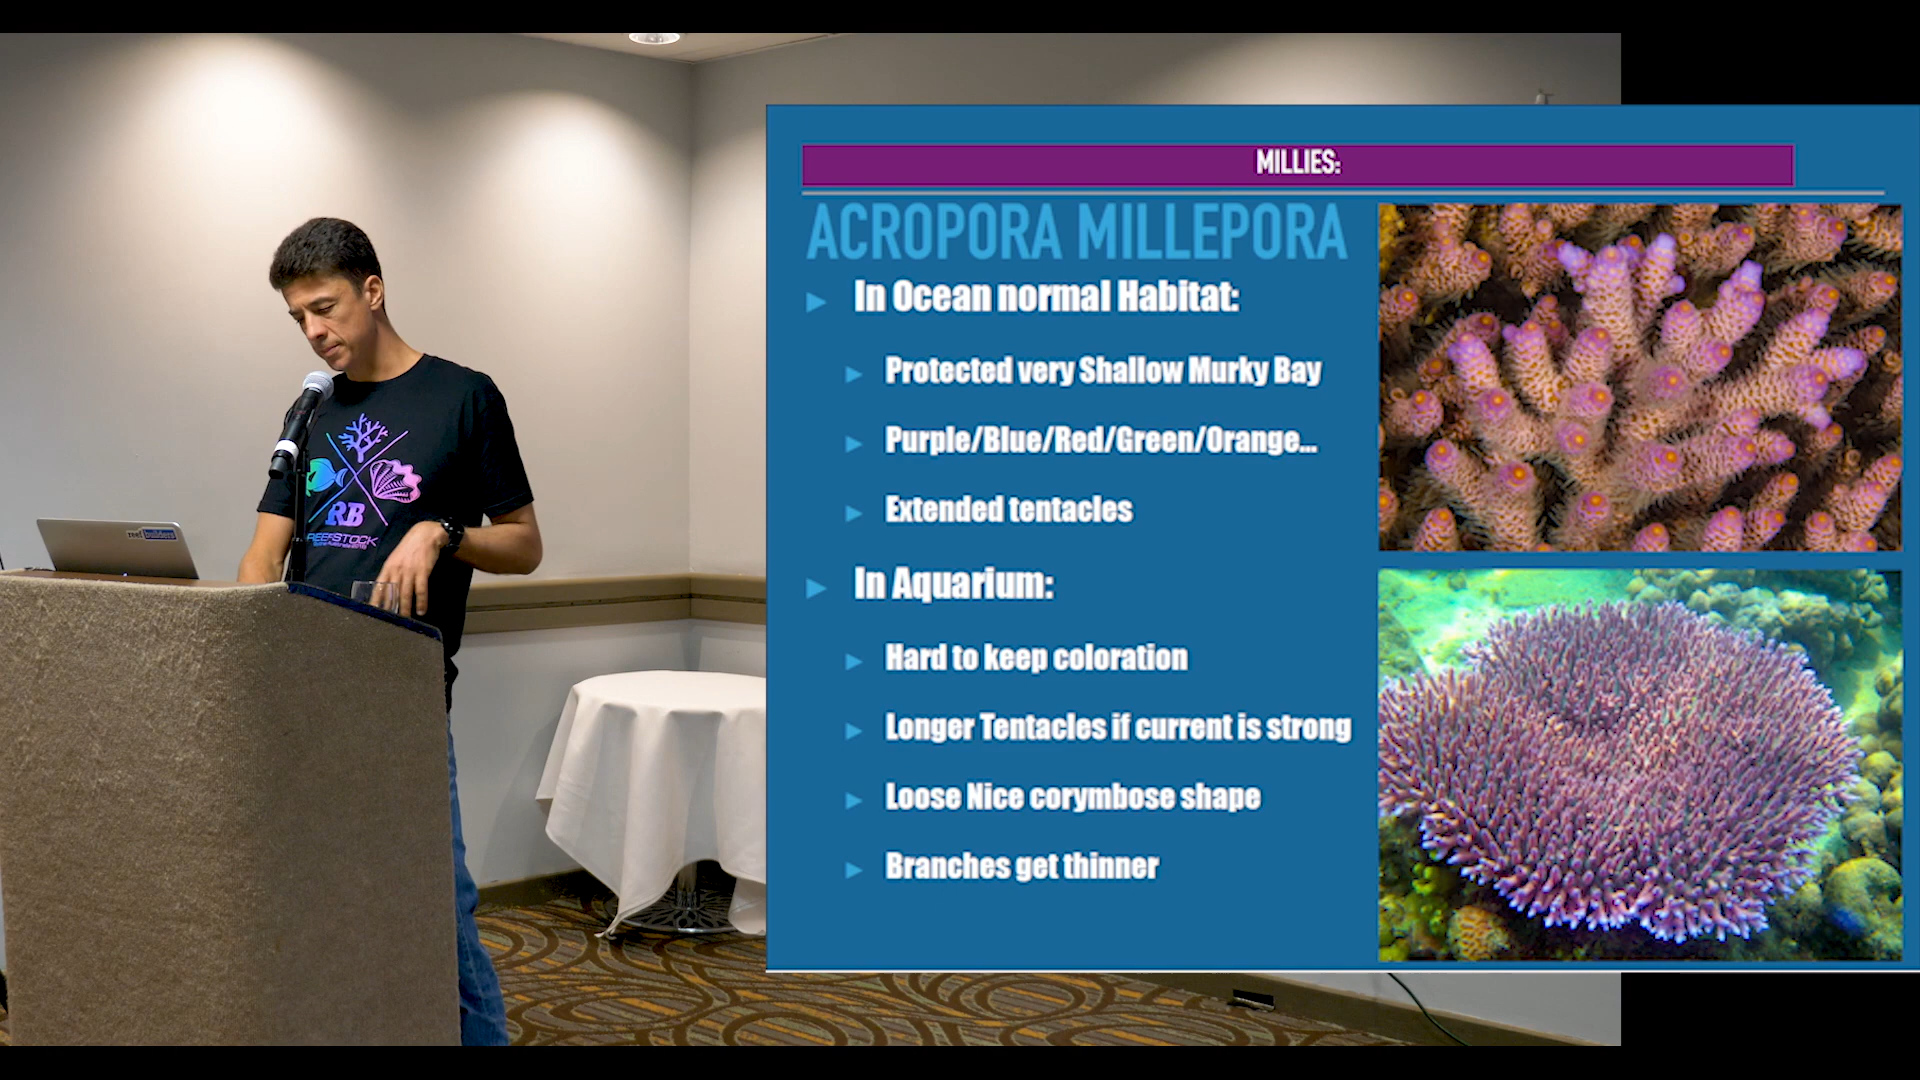 MILLIES:
ACROPORA MILLEPORA
In Ocean normal Habitat:
Protected very Shallow Murky Bay
Purple/Blue/Red/Green/Orange...
Extended tentacles
In Aquarium:
Hard to keep coloration
Longer Tentacles if current is strong
Loose Nice corymbose shape
Branches get thinner
reef builders
RB
REEFSTOCK